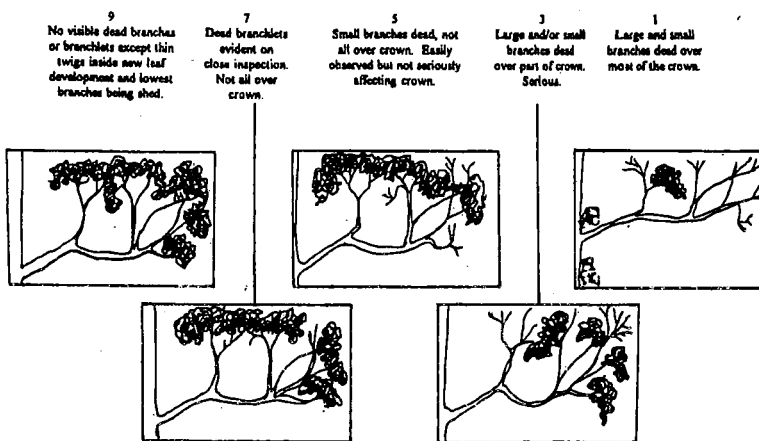 9
No visible dead branches
or branchlets except thin
twigs inside new leaf
development and lowest
branches being shed.
7
Dead branchlets
evident on
close inspection.
Not all over
crown.
5
Small branches dead, not
all over crown. Easily
observed but not seriously
affecting crown.
3
Large and/or small
branches dead
over part of crown.
Serious.
1
Large and small
branches dead over
most of the crown.